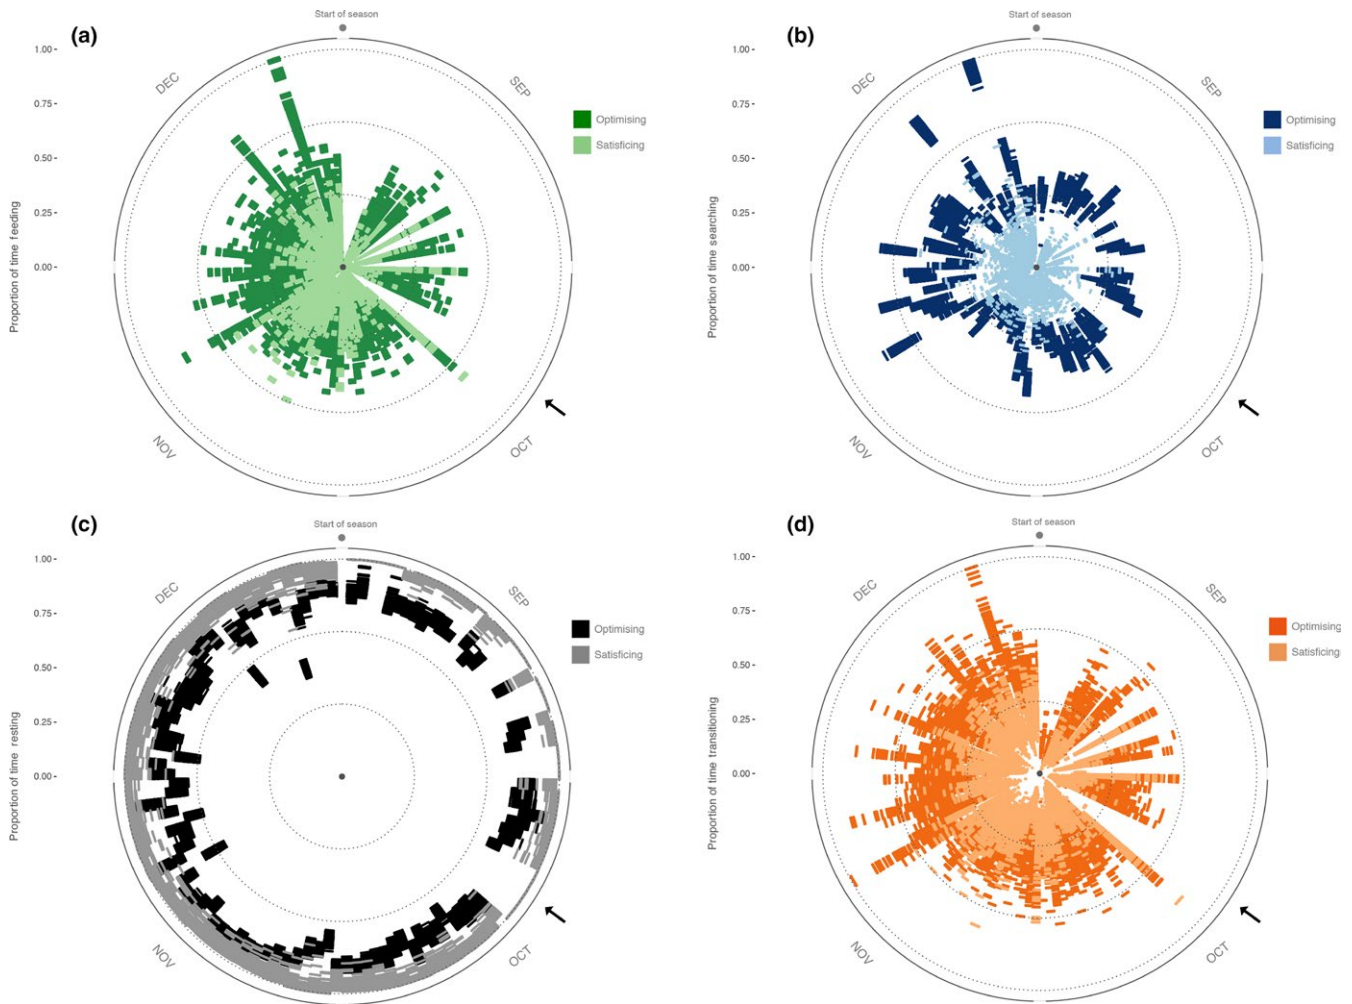 (a)
Start of season
1.00
0.75
0.50
0.25
0.00
Proportion of time feeding
DEC
SEP
NOV
OCT
Optimising
Satisficing
(b)
Start of season
1.00
0.75
0.50
0.25
0.00
Proportion of time searching
DEC
SEP
NOV
OCT
Optimising
Satisficing
(c)
Start of season
1.00
0.75
0.50
0.25
0.00
Proportion of time resting
DEC
SEP
NOV
OCT
Optimising
Satisficing
(d)
Start of season
1.00
0.75
0.50
0.25
0.00
Proportion of time transitioning
DEC
SEP
NOV
OCT
Optimising
Satisficing